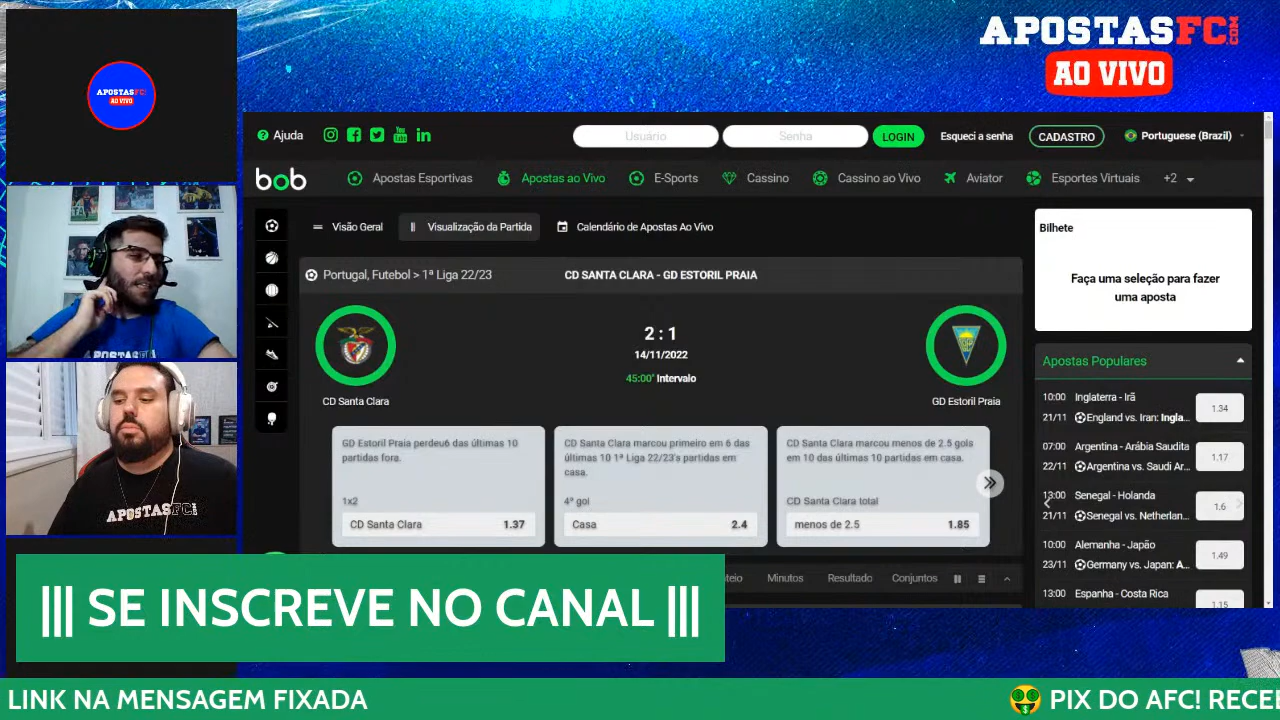 APOSTASFC.COM
AO VIVO
APOSTASFC!
AO VIVO
Ajuda
Usuário
Senha
LOGIN
Esqueci a senha
CADASTRO
Portuguese (Brazil)
bob
Apostas Esportivas
Apostas ao Vivo
E-Sports
Cassino
Cassino ao Vivo
Aviator
Esportes Virtuais
+2
Visão Geral
Visualização da Partida
Calendário de Apostas Ao Vivo
Portugal, Futebol > 1ª Liga 22/23
CD SANTA CLARA - GD ESTORIL PRAIA
2 : 1
14/11/2022
45:00' Intervalo
CD Santa Clara
GD Estoril Praia
GD Estoril Praia perdeu6 das últimas 10
partidas fora.
1x2
CD Santa Clara 1.37
CD Santa Clara marcou primeiro em 6 das
últimas 10 1ª Liga 22/23's partidas em
casa.
4º gol
Casa 2.4
CD Santa Clara marcou menos de 2.5 gols
em 10 das últimas 10 partidas em casa.
CD Santa Clara total
menos de 2.5 1.85
Minutos
Resultado
Conjuntos
Bilhete
Faça uma seleção para fazer
uma aposta
Apostas Populares
10:00 Inglaterra - Irã
21/11 England vs. Iran: Ingla... 1.34
07:00 Argentina - Arábia Saudita
22/11 Argentina vs. Saudi Ar... 1.17
13:00 Senegal - Holanda
21/11 Senegal vs. Netherlan... 1.6
10:00 Alemanha - Japão
23/11 Germany vs. Japan: A... 1.49
13:00 Espanha - Costa Rica
1.15
APOSTASFC
||| SE INSCREVE NO CANAL |||
LINK NA MENSAGEM FIXADA
PIX DO AFC! RECEB